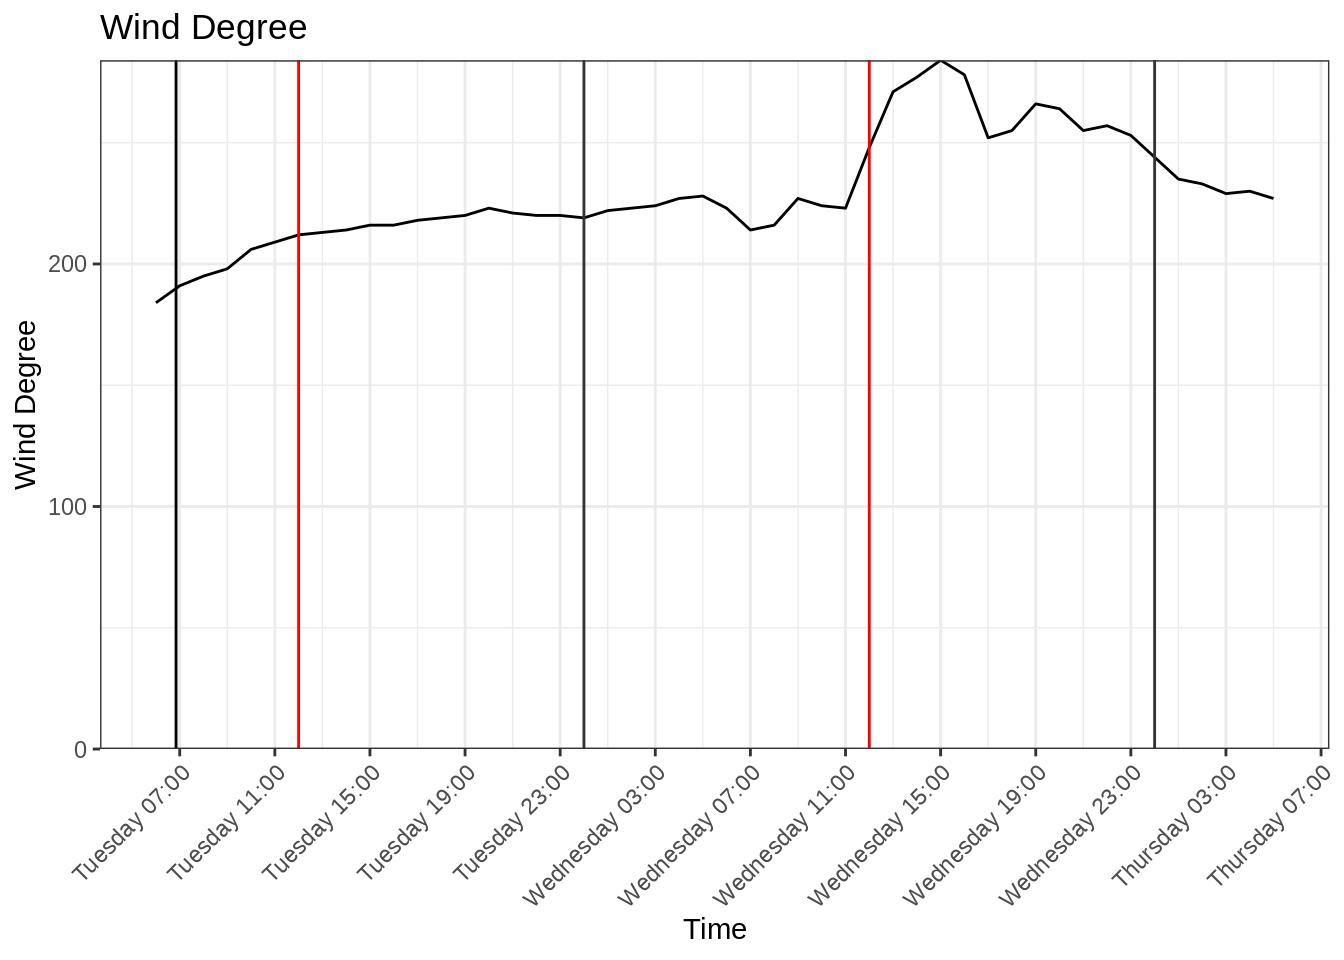 Wind Degree
Wind Degree
200
100
0
Tuesday 07:00
Tuesday 11:00
Tuesday 15:00
Tuesday 19:00
Tuesday 23:00
Wednesday 03:00
Wednesday 07:00
Wednesday 11:00
Wednesday 15:00
Wednesday 19:00
Wednesday 23:00
Thursday 03:00
Thursday 07:00
Time